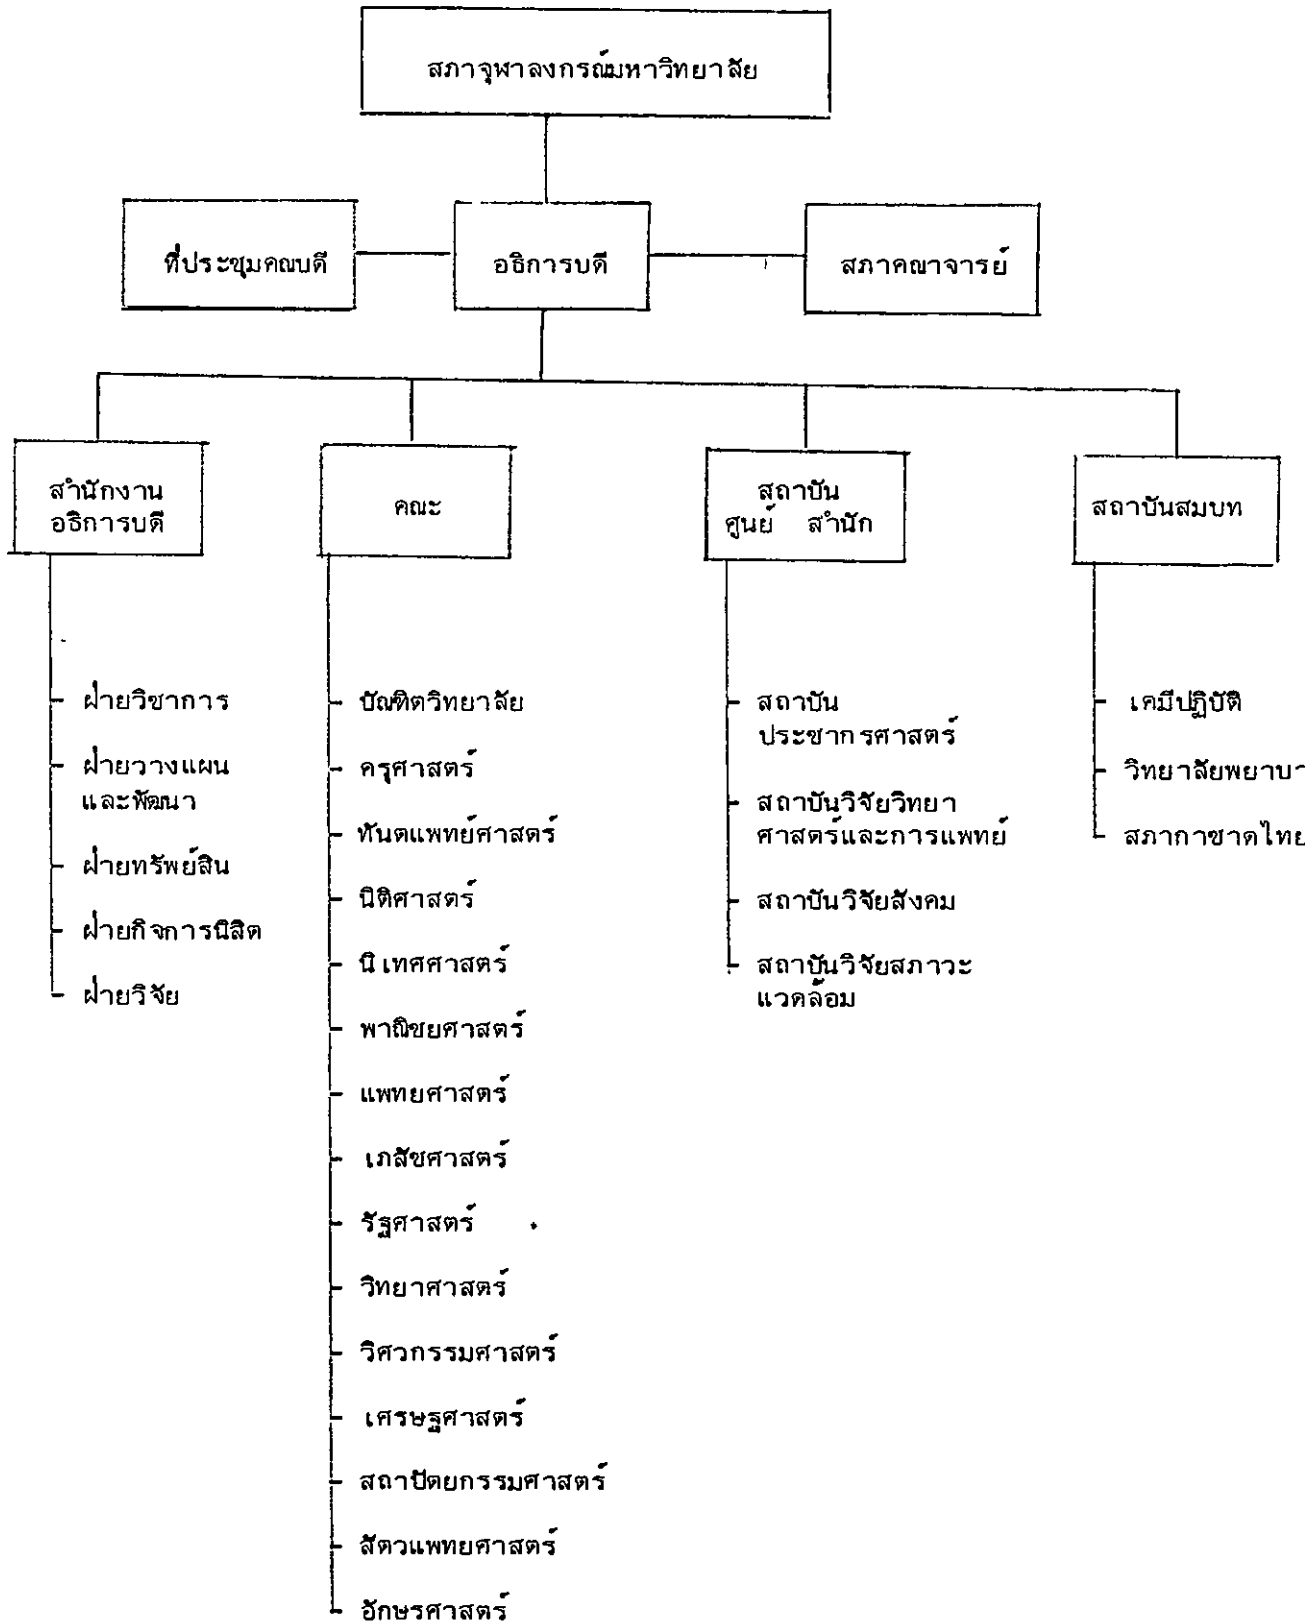 สภาจุฬาลงกรณ์มหาวิทยาลัย
ที่ประชุมคณบดี
อธิการบดี
สภาคณาจารย์
สำนักงาน
อธิการบดี
คณะ
สถาบัน
ศูนย์ สำนัก
สถาบันสมบท
ฝ่ายวิชาการ
ฝ่ายวางแผน
และพัฒนา
ฝ่ายทรัพย์สิน
ฝ่ายกิจการนิสิต
ฝ่ายวิจัย
บัณฑิตวิทยาลัย
ครุศาสตร์
ทันตแพทย์ศาสตร์
นิติศาสตร์
นิเทศศาสตร์
พาณิชยศาสตร์
แพทยศาสตร์
เภสัชศาสตร์
รัฐศาสตร์
วิทยาศาสตร์
วิศวกรรมศาสตร์
เศรษฐศาสตร์
สถาปัตยกรรมศาสตร์
สัตวแพทยศาสตร์
อักษรศาสตร์
สถาบัน
ประชากรศาสตร์
สถาบันวิจัยวิทยา
ศาสตร์และการแพทย์
สถาบันวิจัยสังคม
สถาบันวิจัยสภาวะ
แวดล้อม
เคมีปฏิบัติ
วิทยาลัยพยาบา
สภากาชาดไทย